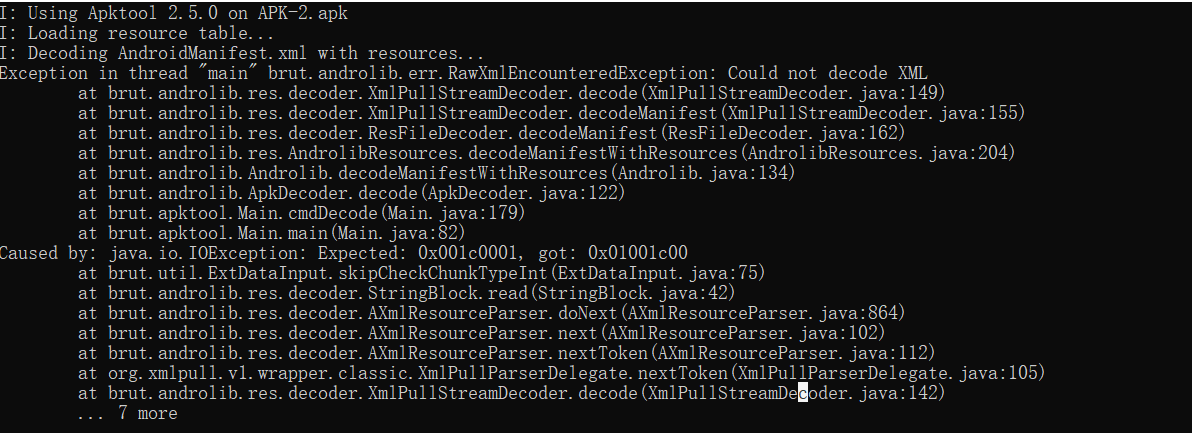 I: Using Apktool 2.5.0 on APK-2.apk
I: Loading resource table...
I: Decoding AndroidManifest.xml with resources...
Exception in thread "main" brut.androlib.err.RawXmlEncounteredException: Could not decode XML
at brut.androlib.res.decoder.XmlPullStreamDecoder.decode(XmlPullStreamDecoder.java:149)
at brut.androlib.res.decoder.XmlPullStreamDecoder.decodeManifest(XmlPullStreamDecoder.java:155)
at brut.androlib.res.decoder.ResFileDecoder.decodeManifest(ResFileDecoder.java:162)
at brut.androlib.res.AndrolibResources.decodeManifestWithResources(AndrolibResources.java:204)
at brut.androlib.Androlib.decodeManifestWithResources(Androlib.java:134)
at brut.androlib.ApkDecoder.decode(ApkDecoder.java:122)
at brut.apktool.Main.cmdDecode(Main.java:179)
at brut.apktool.Main.main(Main.java:82)
Caused by: java.io.IOException: Expected: 0x001c0001, got: 0x01001c00
at brut.util.ExtDataInput.skipCheckChunkTypeInt(ExtDataInput.java:75)
at brut.androlib.res.decoder.StringBlock.read(StringBlock.java:42)
at brut.androlib.res.decoder.AXmlResourceParser.doNext(AXmlResourceParser.java:864)
at brut.androlib.res.decoder.AXmlResourceParser.next(AXmlResourceParser.java:102)
at brut.androlib.res.decoder.AXmlResourceParser.nextToken(AXmlResourceParser.java:112)
at org.xmlpull.v1.wrapper.classic.XmlPullParserDelegate.nextToken(XmlPullParserDelegate.java:105)
at brut.androlib.res.decoder.XmlPullStreamDecoder.decode(XmlPullStreamDecoder.java:142)
... 7 more